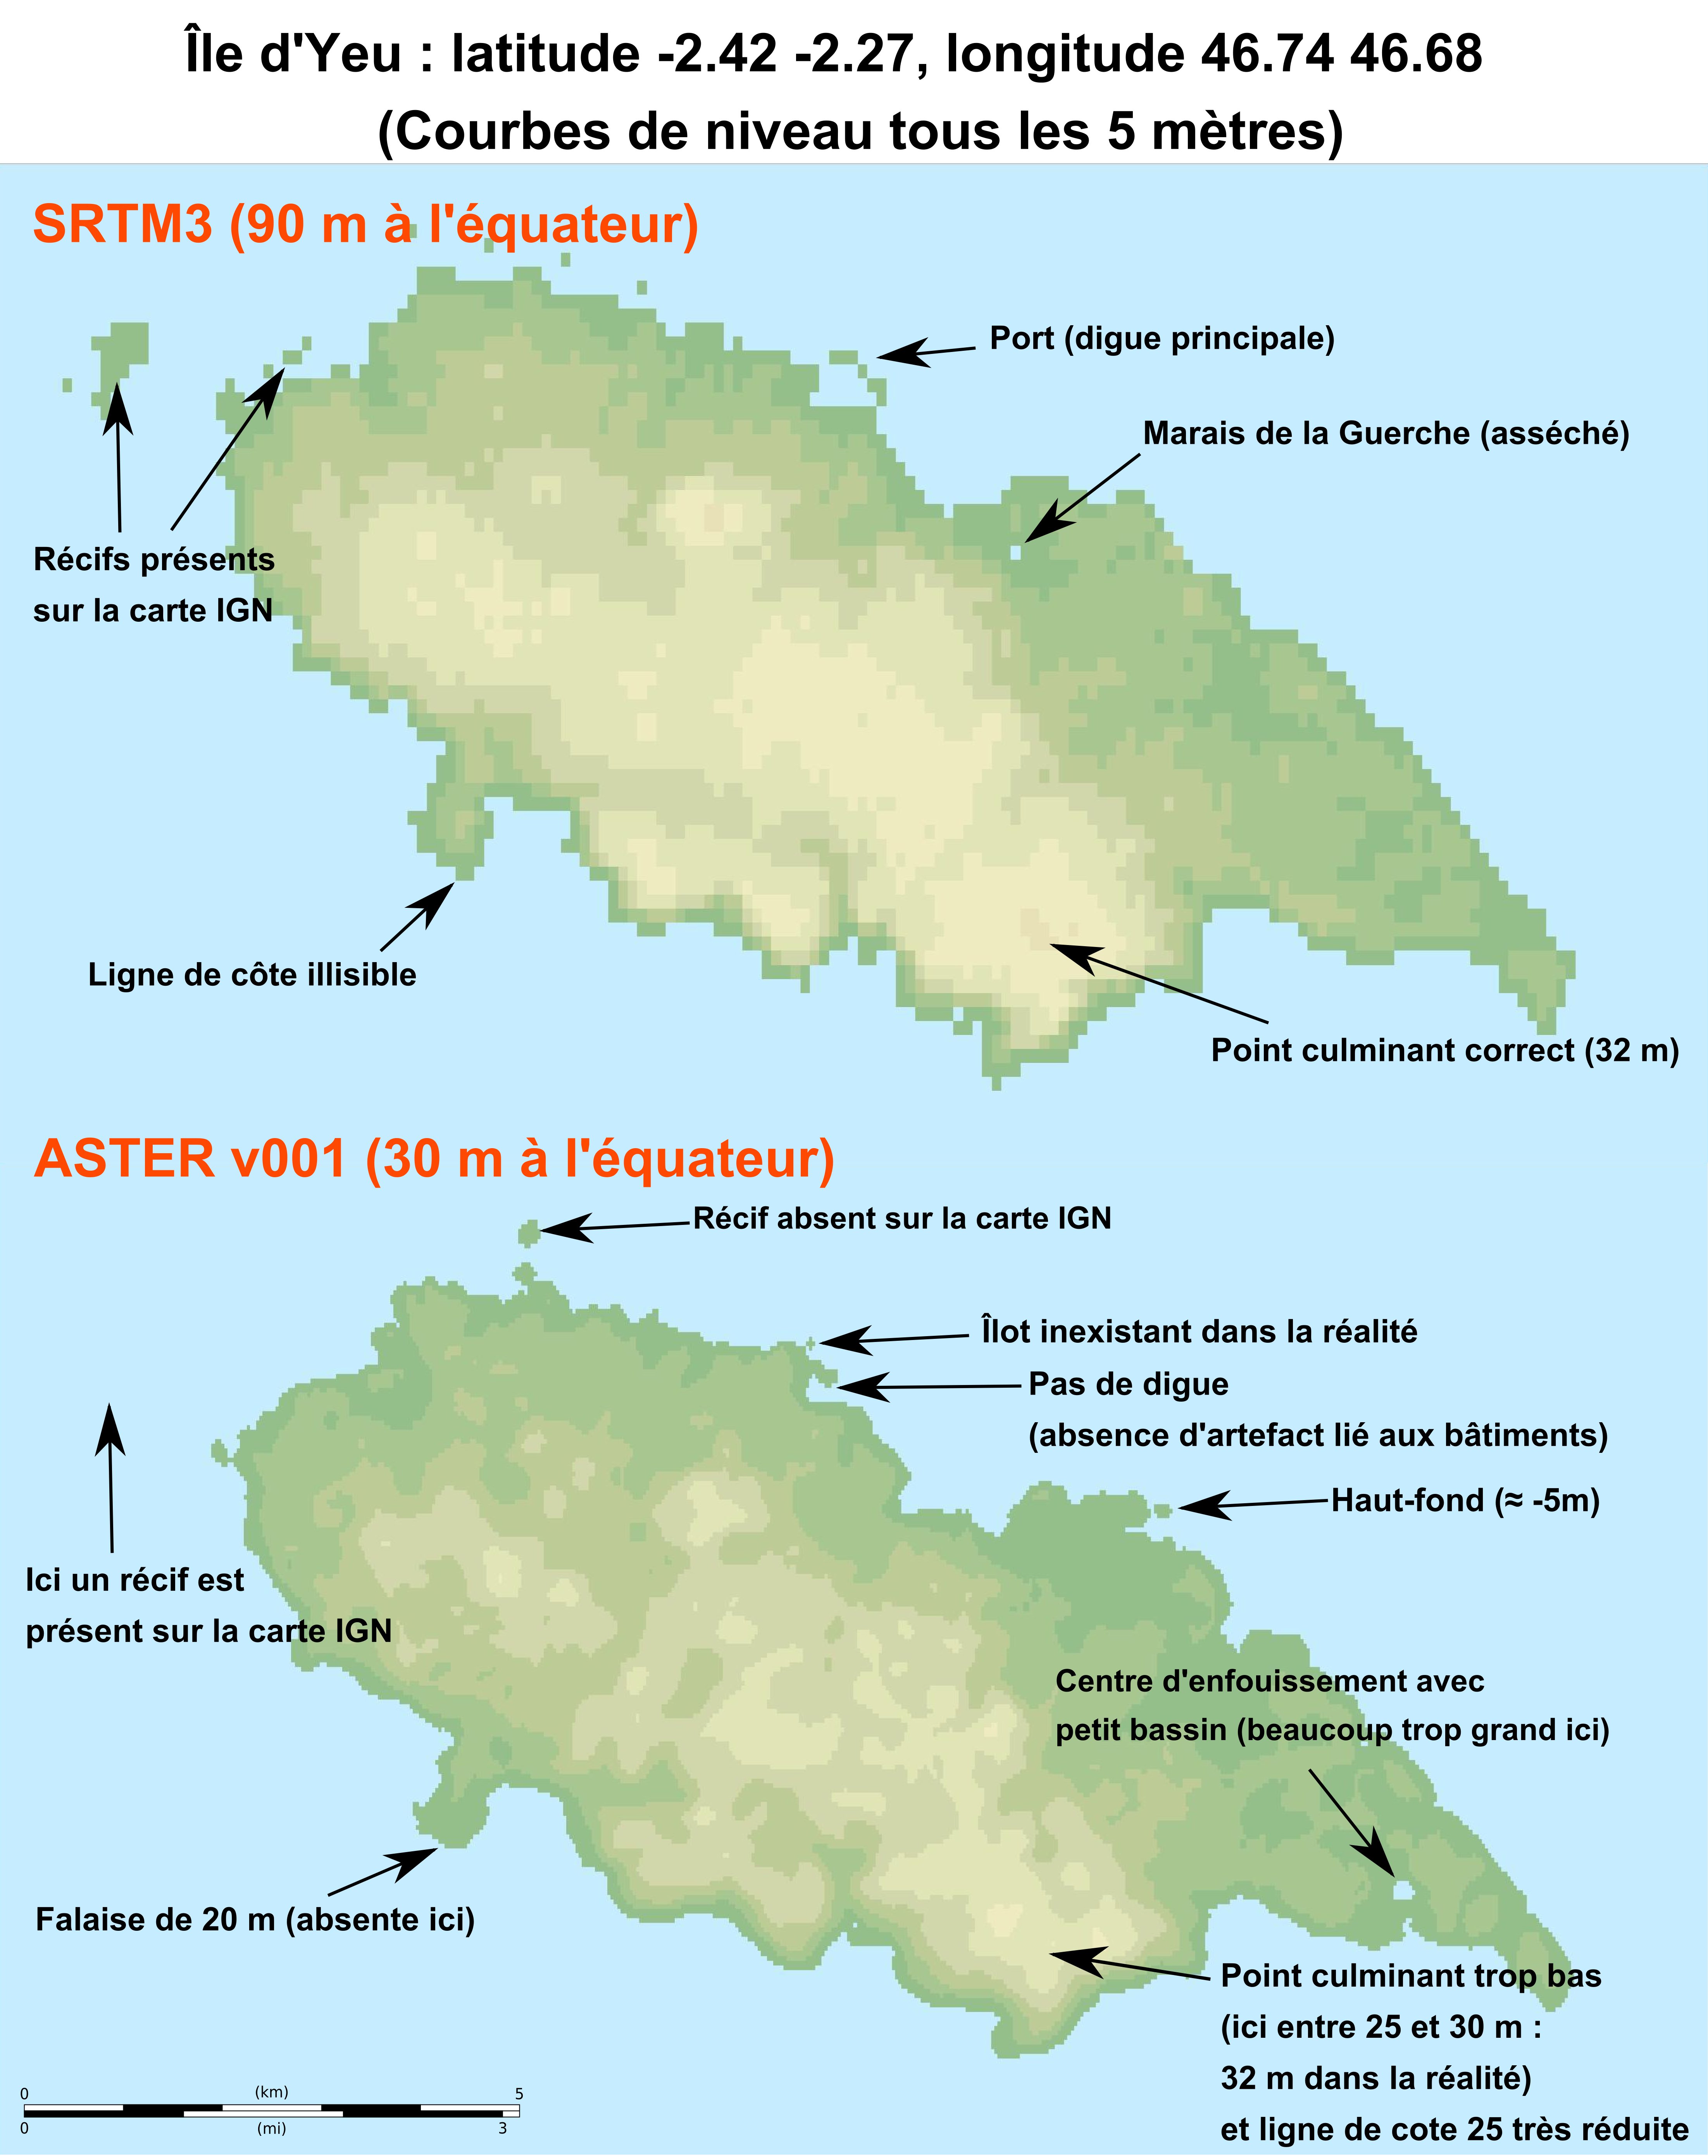 Île d'Yeu : latitude -2.42 -2.27, longitude 46.74 46.68
(Courbes de niveau tous les 5 mètres)
SRTM3 (90 m à l'équateur)
Port (digue principale)
Marais de la Guerche (asséché)
Récifs présents
sur la carte IGN
Ligne de côte illisible
Point culminant correct (32 m)
ASTER v001 (30 m à l'équateur)
Récif absent sur la carte IGN
Îlot inexistant dans la réalité
Pas de digue
(absence d'artefact lié aux bâtiments)
Haut-fond (≈ -5m)
Ici un récif est
présent sur la carte IGN
Centre d'enfouissement avec
petit bassin (beaucoup trop grand ici)
Falaise de 20 m (absente ici)
Point culminant trop bas
(ici entre 25 et 30 m :
32 m dans la réalité)
et ligne de cote 25 très réduite
0 (km) 5
0 (mi) 3